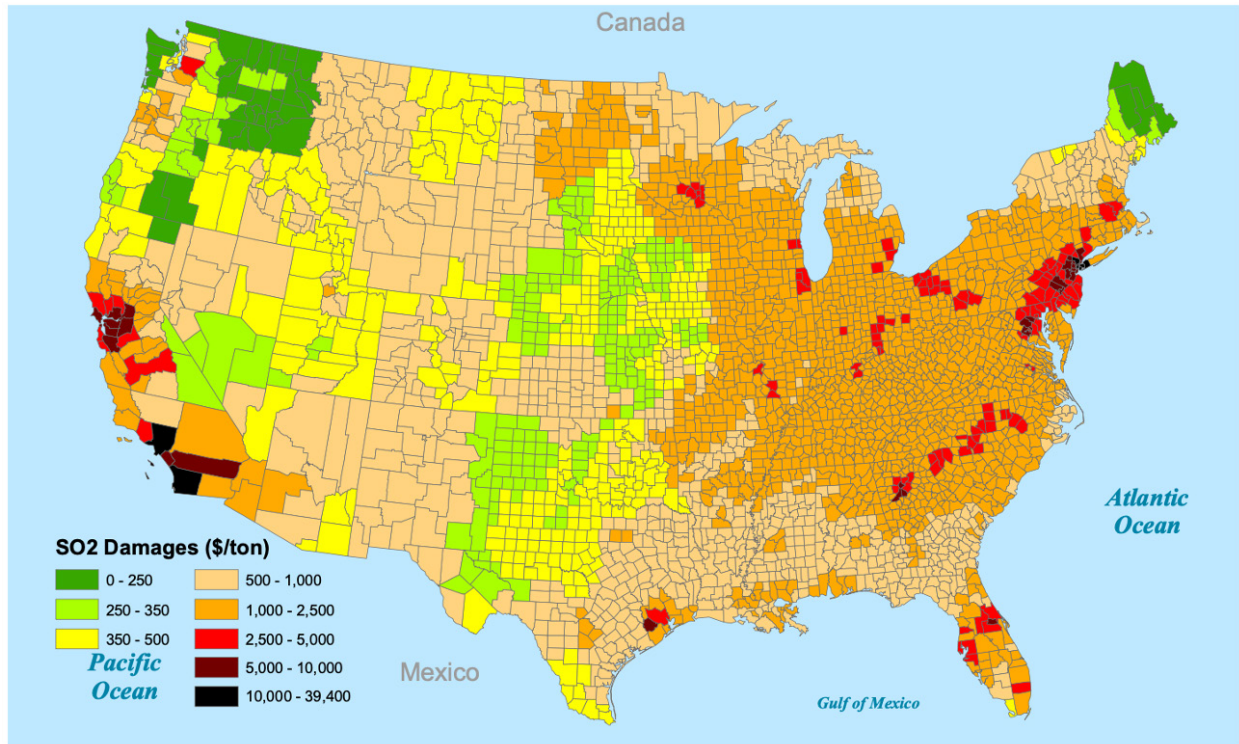 Canada
Atlantic
Ocean
SO2 Damages ($/ton)
0 - 250
250 - 350
350 - 500
500 - 1,000
1,000 - 2,500
2,500 - 5,000
5,000 - 10,000
10,000 - 39,400
Pacific
Ocean
Mexico
Gulf of Mexico